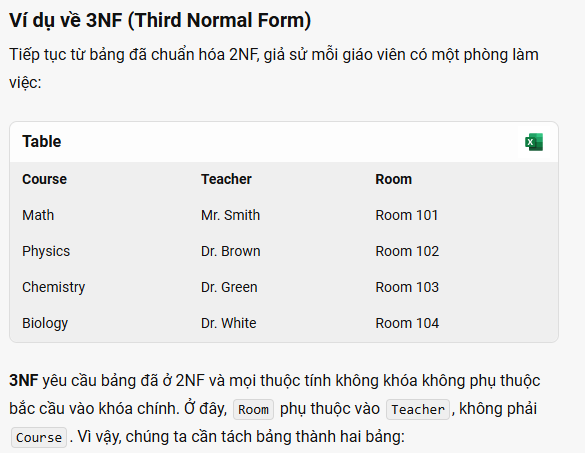 Ví dụ về 3NF (Third Normal Form)
Tiếp tục từ bảng đã chuẩn hóa 2NF, giả sử mỗi giáo viên có một phòng làm
việc:
Table
Course Teacher Room
Math Mr. Smith Room 101
Physics Dr. Brown Room 102
Chemistry Dr. Green Room 103
Biology Dr. White Room 104
3NF yêu cầu bảng đã ở 2NF và mọi thuộc tính không khóa không phụ thuộc
bắc cầu vào khóa chính. Ở đây, Room phụ thuộc vào Teacher, không phải
Course. Vì vậy, chúng ta cần tách bảng thành hai bảng: